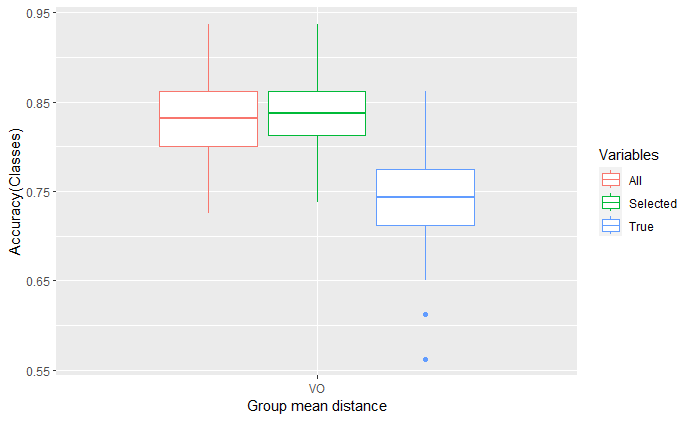 0.95
0.85
0.75
0.65
0.55
Accuracy(Classes)
VO
Group mean distance
Variables
All
Selected
True